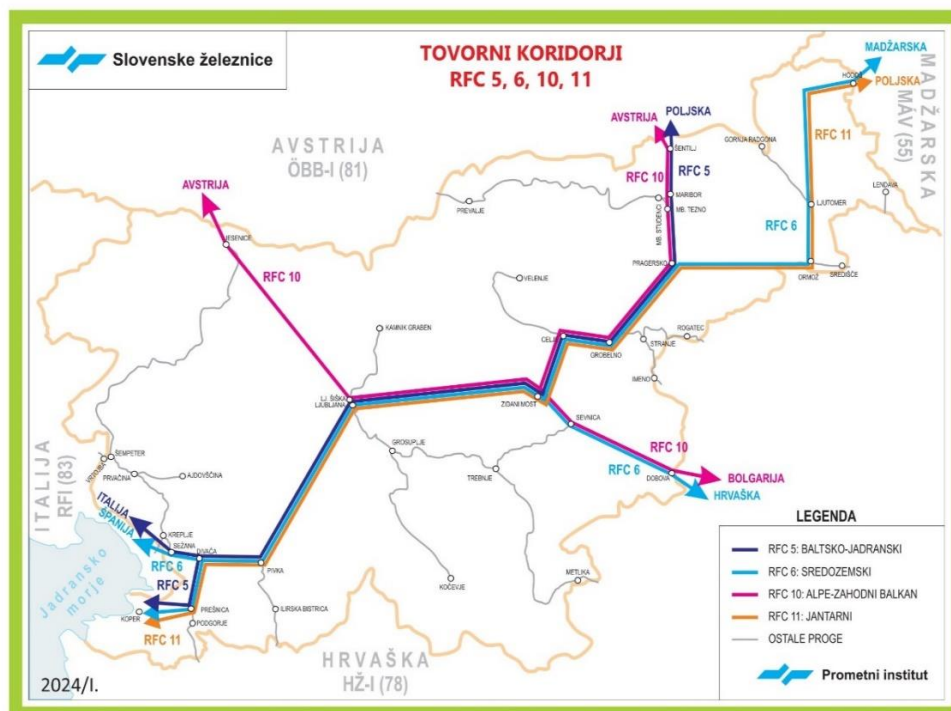 Slovenske železnice
TOVORNI KORIDORJI
RFC 5, 6, 10, 11
MADŽARSKA
HODOŠ
POLJSKA
MADŽARSKA
MÁV (55)
AVSTRIJA
ÖBB-I (81)
AVSTRIJA
POLJSKA
GORNJA RADGONA
RFC 11
ŠENTILJ
RFC 10
RFC 5
AVSTRIJA
PREVALJE
MARIBOR
MB. TEZNO
MB. STUDENCI
LENDAVA
LJUTOMER
RFC 6
JESENICE
RFC 10
PRAGERSKO
ORMOŽ
SREDIŠČE
VELENJE
KAMNIK GRABEN
CELJE
GROBELNO
ROGATEC
STRANJE
IMENO
LJ. ŠIŠKA
LJUBLJANA
ZIDANI MOST
SEVNICA
GROSUPLJE
TREBNJE
RFC 10
RFC 6
DOBOVA
BOLGARIJA
HRVAŠKA
ITALIJA
RFI (83)
VRTOJBA
ŠEMPETER
PRVAČINA
AJDOVŠČINA
ITALIJA
ŠPANIJA
KREPLJE
SEŽANA
DIVAČA
RFC 6
PIVKA
RFC 5
Jadransko
morje
KOPER
PREŠNICA
RFC 11
PODGORJE
ILIRSKA BISTRICA
KOČEVJE
METLIKA
HRVAŠKA
HŽ-I (78)
2024/I.
LEGENDA
RFC 5: BALTSKO-JADRANSKI
RFC 6: SREDOZEMSKI
RFC 10: ALPE-ZAHODNI BALKAN
RFC 11: JANTARNI
OSTALE PROGE
Prometni institut